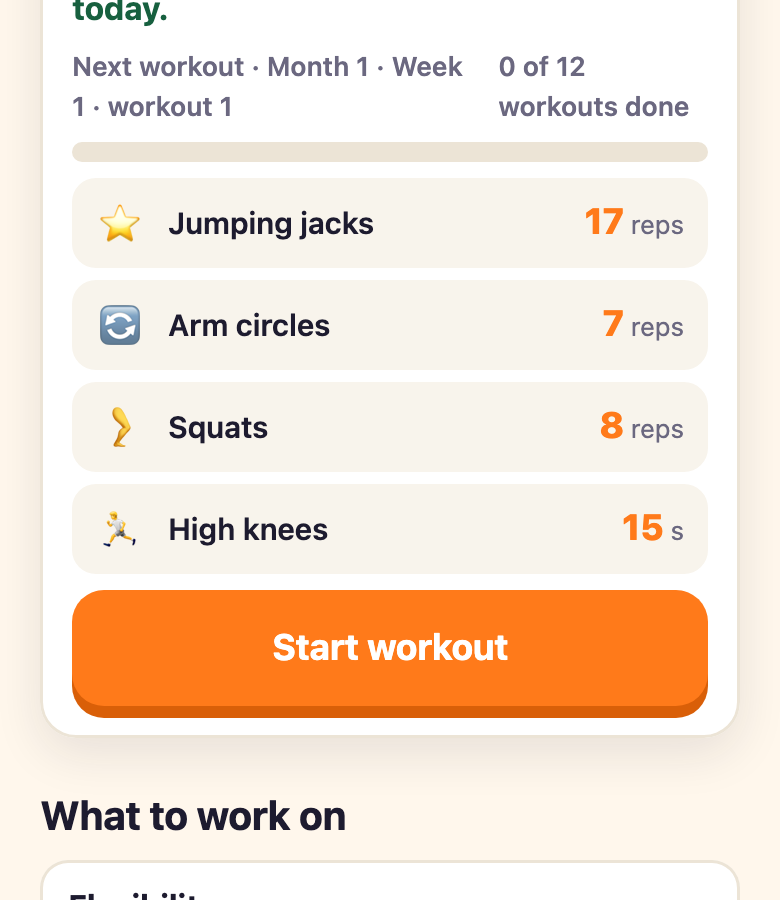 today.
Next workout · Month 1 · Week
1 · workout 1
0 of 12
workouts done
Jumping jacks 17 reps
Arm circles 7 reps
Squats 8 reps
High knees 15 s
Start workout
What to work on